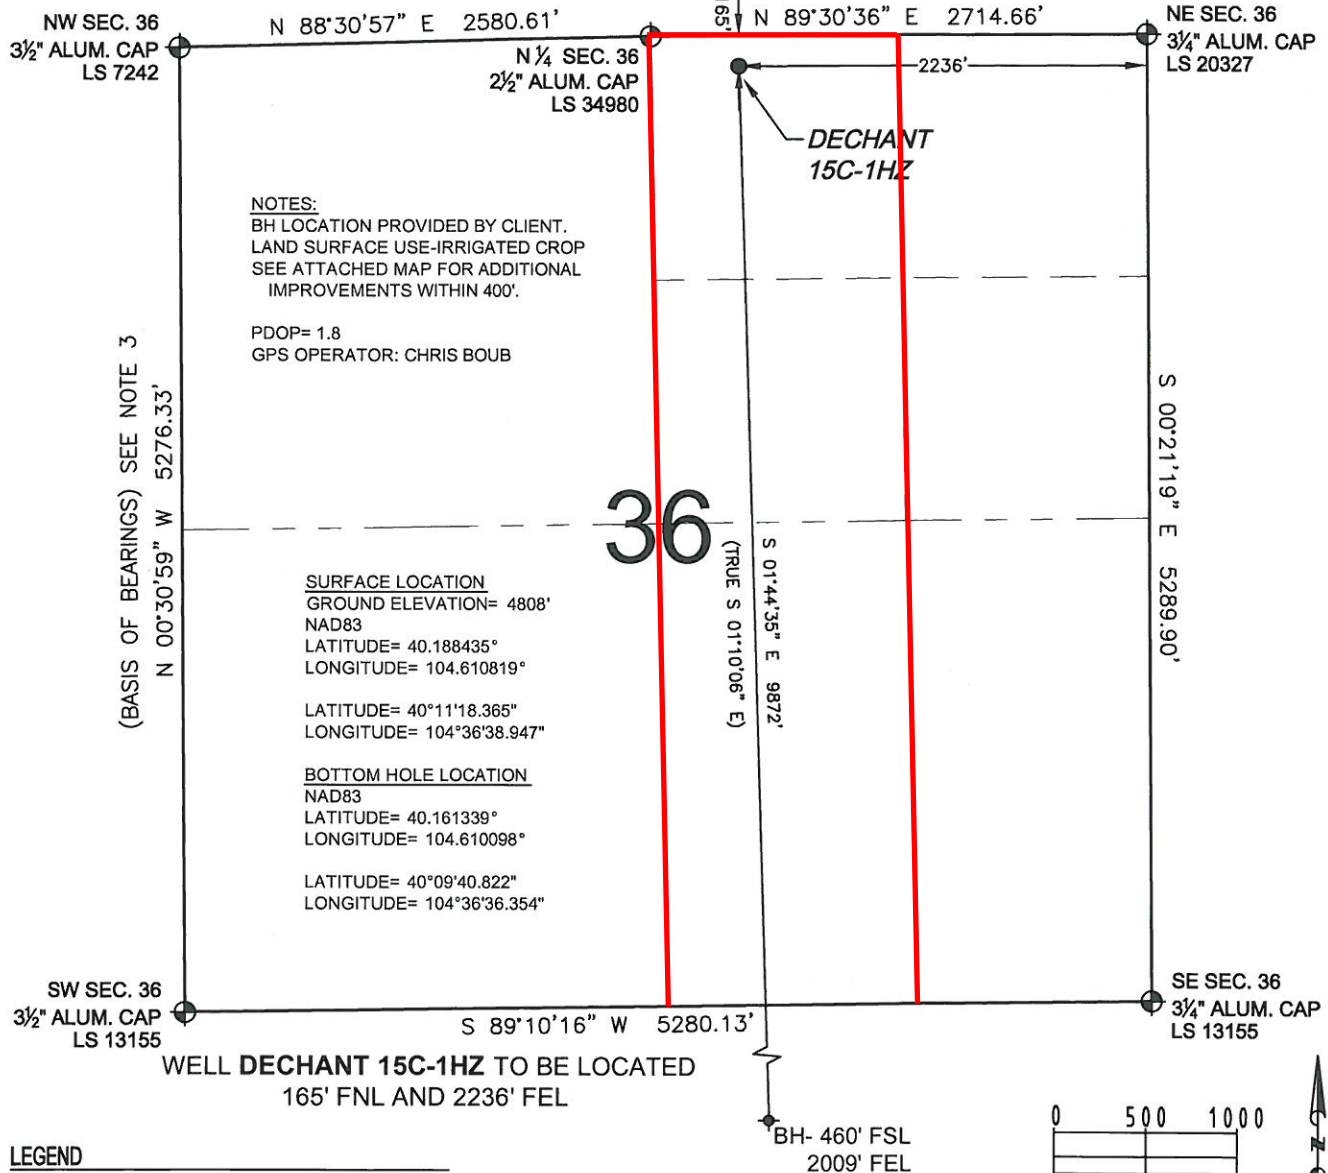 NW SEC. 36
3½" ALUM. CAP
LS 7242
N 88°30'57" E 2580.61'
N ¼ SEC. 36
2½" ALUM. CAP
LS 34980
165'
N 89°30'36" E 2714.66'
NE SEC. 36
3¼" ALUM. CAP
LS 20327
2236'
DECHANT
15C-1HZ
NOTES:
BH LOCATION PROVIDED BY CLIENT.
LAND SURFACE USE-IRRIGATED CROP
SEE ATTACHED MAP FOR ADDITIONAL
IMPROVEMENTS WITHIN 400'.
PDOP= 1.8
GPS OPERATOR: CHRIS BOUB
(BASIS OF BEARINGS) SEE NOTE 3
N 00°30'59" W 5276.33'
36
S 00°21'19" E 5289.90'
S 01°44'35" E 9872'
(TRUE S 01°10'06" E)
SURFACE LOCATION
GROUND ELEVATION= 4808'
NAD83
LATITUDE= 40.188435°
LONGITUDE= 104.610819°
LATITUDE= 40°11'18.365"
LONGITUDE= 104°36'38.947"
BOTTOM HOLE LOCATION
NAD83
LATITUDE= 40.161339°
LONGITUDE= 104.610098°
LATITUDE= 40°09'40.822"
LONGITUDE= 104°36'36.354"
SW SEC. 36
3½" ALUM. CAP
LS 13155
S 89°10'16" W 5280.13'
SE SEC. 36
3¼" ALUM. CAP
LS 13155
WELL DECHANT 15C-1HZ TO BE LOCATED
165' FNL AND 2236' FEL
BH- 460' FSL
2009' FEL
0 500 1000
N
LEGEND